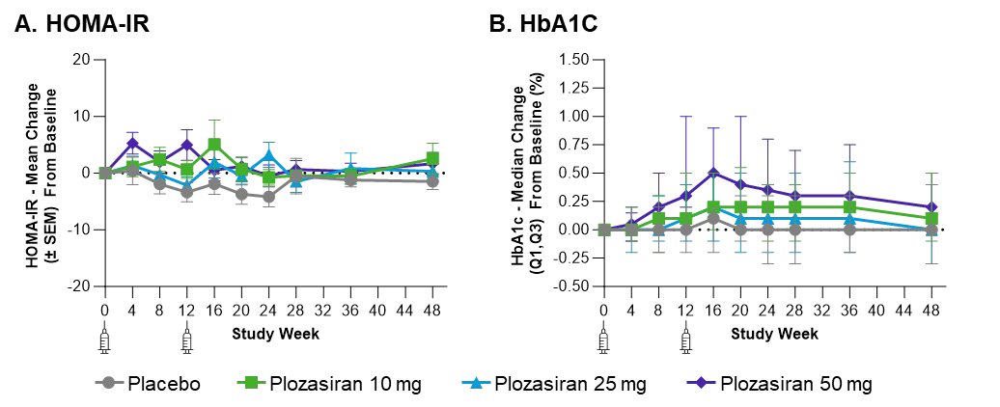 A. HOMA-IR
B. HbA1C
HOMA-IR - Mean Change
(± SEM) From Baseline
20
10
0
-10
-20
0 4 8 12 16 20 24 28 32 36 40 44 48
Study Week
HbA1c - Median Change
(Q1,Q3) From Baseline (%)
1.50
1.25
1.00
0.75
0.50
0.25
0.00
-0.25
-0.50
0 4 8 12 16 20 24 28 32 36 40 44 48
Study Week
Placebo Plozasiran 10 mg Plozasiran 25 mg Plozasiran 50 mg